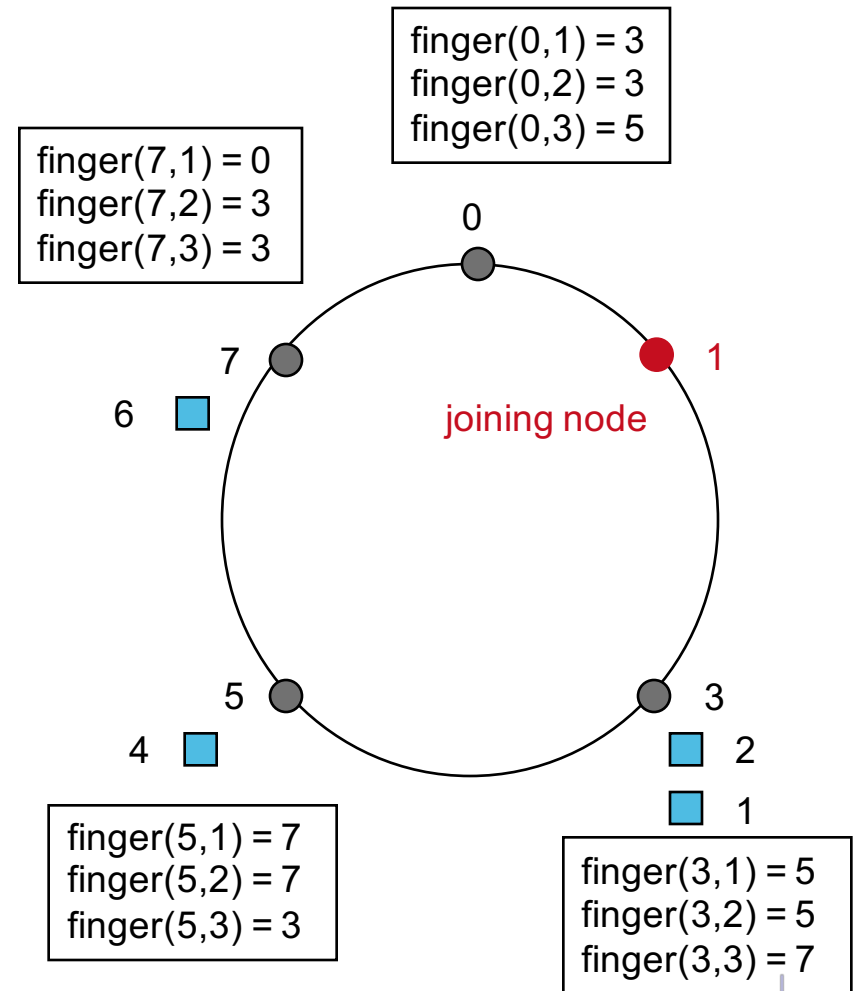 finger(0,1) = 3
finger(0,2) = 3
finger(0,3) = 5
finger(7,1) = 0
finger(7,2) = 3
finger(7,3) = 3
0
7
1
6
joining node
5
3
4
2
1
finger(5,1) = 7
finger(5,2) = 7
finger(5,3) = 3
finger(3,1) = 5
finger(3,2) = 5
finger(3,3) = 7